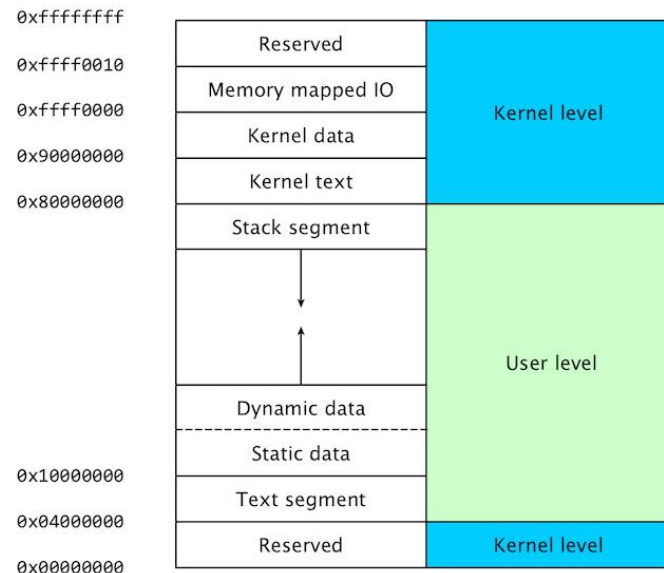 0xffffffff
Reserved
0xffff0010
Memory mapped IO
0xffff0000
Kernel data
0x90000000
Kernel text
0x80000000
Kernel level
Stack segment
Dynamic data
Static data
0x10000000
Text segment
0x04000000
User level
Reserved
Kernel level
0x00000000